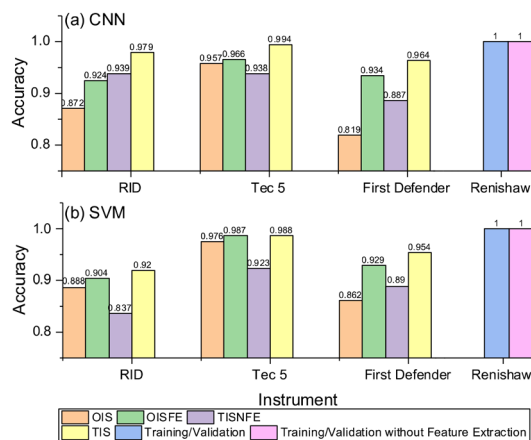 (a) CNN
Accuracy
1.0
0.9
0.8
0.872
0.924
0.939
0.979
0.957
0.966
0.938
0.994
0.819
0.934
0.887
0.964
1
1
RID
Tec 5
First Defender
Renishaw
(b) SVM
Accuracy
1.0
0.9
0.8
0.888
0.904
0.837
0.92
0.976
0.987
0.923
0.988
0.862
0.929
0.89
0.954
1
1
RID
Tec 5
First Defender
Renishaw
Instrument
OIS
OISFE
TISNFE
TIS
Training/Validation
Training/Validation without Feature Extraction